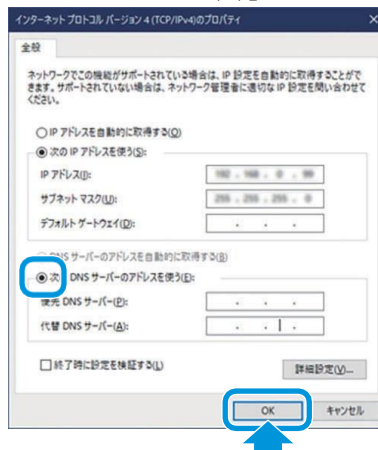 インターネット プロトコル バージョン 4 (TCP/IPv4)のプロパティ
全般
ネットワークでこの機能がサポートされている場合は、IP 設定を自動的に取得することがで
きます。サポートされていない場合は、ネットワーク管理者に適切な IP 設定を問い合わせて
ください。
IP アドレスを自動的に取得する(O)
次の IP アドレスを使う(S):
IP アドレス(I): 192 . 168 . 0 . 99
サブネット マスク(U): 255 . 255 . 255 . 0
デフォルト ゲートウェイ(D): . . .
DNS サーバーのアドレスを自動的に取得する(B)
次の DNS サーバーのアドレスを使う(E):
優先 DNS サーバー(P): . . .
代替 DNS サーバー(A): . . .
終了時に設定を検証する(L)
詳細設定(V)...
OK
キャンセル